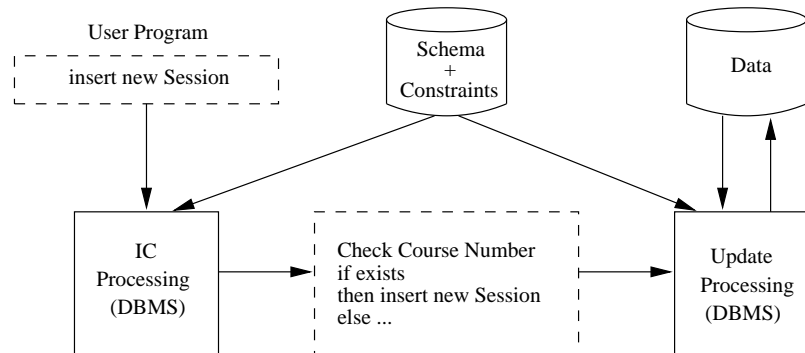 User Program
insert new Session
Schema
+
Constraints
Data
IC
Processing
(DBMS)
Check Course Number
if exists
then insert new Session
else ...
Update
Processing
(DBMS)